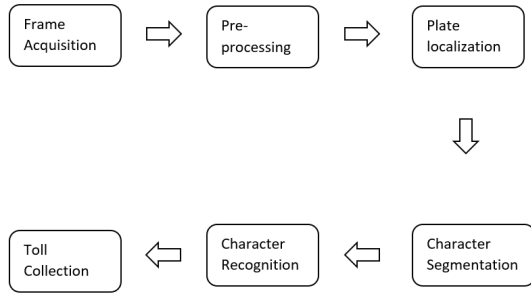 Frame
Acquisition
Pre-
processing
Plate
localization
Character
Segmentation
Character
Recognition
Toll
Collection